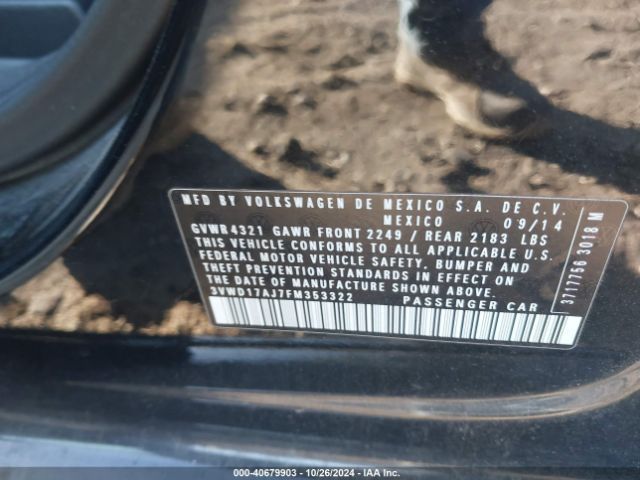 MFD BY VOLKSWAGEN DE MEXICO S.A. DE C.V.
MEXICO 09/14
GVWR 4321 GAWR FRONT 2249 / REAR 2183 LBS
THIS VEHICLE CONFORMS TO ALL APPLICABLE U.S.
FEDERAL MOTOR VEHICLE SAFETY, BUMPER AND
THEFT PREVENTION STANDARDS IN EFFECT ON
THE DATE OF MANUFACTURE SHOWN ABOVE.
3VWD17AJ7FM353322 PASSENGER CAR
3717756 3018 M
000-40679903 - 10/26/2024 - IAA Inc.